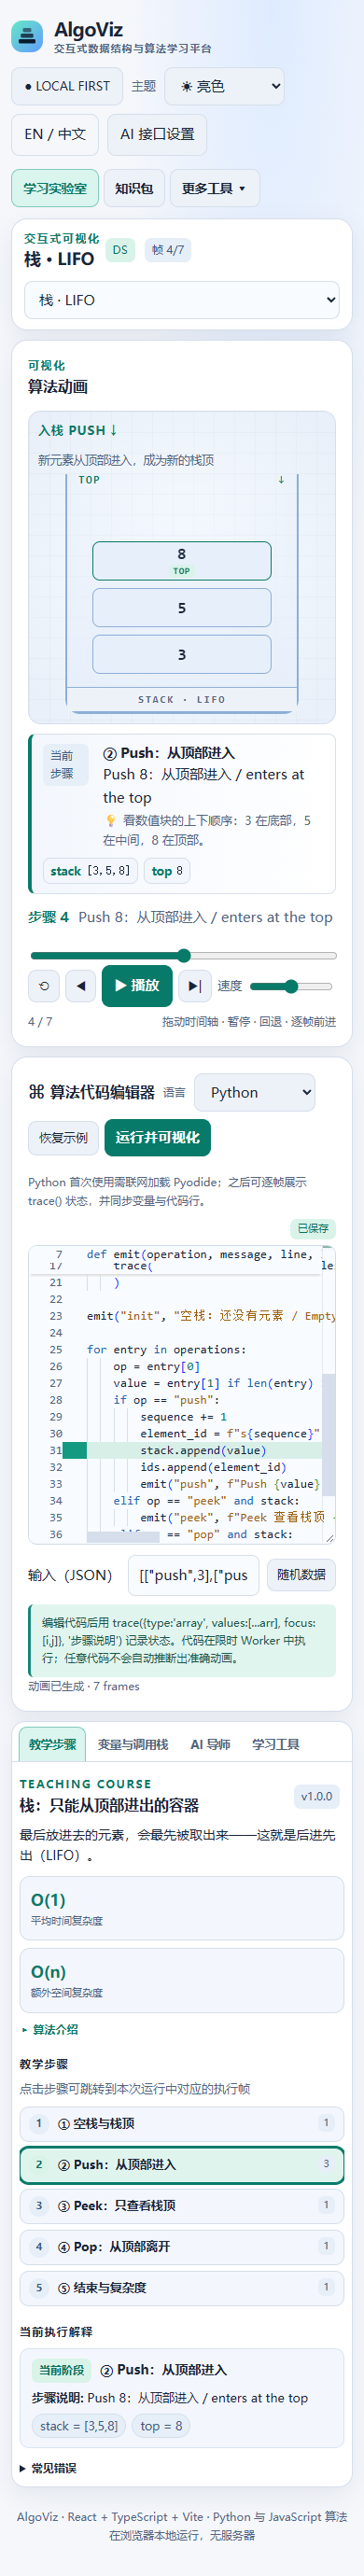 AlgoViz
交互式数据结构与算法学习平台
● LOCAL FIRST
主题
☀ 亮色
EN / 中文
AI 接口设置
学习实验室
知识包
更多工具 ▼
交互式可视化
栈 · LIFO
DS
帧 4/7
栈 · LIFO
可视化
算法动画
入栈 PUSH ↓
新元素从顶部进入，成为新的栈顶
TOP
↓
8
TOP
5
3
STACK · LIFO
当前
步骤
② Push：从顶部进入
Push 8：从顶部进入 / enters at
the top
💡 看数值块的上下顺序：3 在底部，5
在中间，8 在顶部。
stack [3,5,8]
top 8
步骤 4 Push 8：从顶部进入 / enters at the top
⟲
◀
▶ 播放
▶|
速度
4 / 7
拖动时间轴 · 暂停 · 回退 · 逐帧前进
⌘ 算法代码编辑器
语言
Python
恢复示例
运行并可视化
Python 首次使用需联网加载 Pyodide；之后可逐帧展示
trace() 状态，并同步变量与代码行。
已保存
7 def emit(operation, message, line,
17 trace(
21 )
22
23 emit("init", "空栈：还没有元素 / Empty
24
25 for entry in operations:
26 op = entry[0]
27 value = entry[1] if len(entry)
28 if op == "push":
29 sequence += 1
30 element_id = f"s{sequence}"
31 stack.append(value)
32 ids.append(element_id)
33 emit("push", f"Push {value}
34 elif op == "peek" and stack:
35 emit("peek", f"Peek 查看栈顶
36 elif op == "pop" and stack:
输入（JSON）
[["push",3],["pus
随机数据
编辑代码后用 trace({type:'array', values:[...arr], focus:
[i,j]}, '步骤说明') 记录状态。代码在限时 Worker 中执
行；任意代码不会自动推断出准确动画。
动画已生成 · 7 frames
教学步骤
变量与调用栈
AI 导师
学习工具
TEACHING COURSE
栈：只能从顶部进出的容器
v1.0.0
最后放进去的元素，会最先被取出来——这就是后进先
出（LIFO）。
O(1)
平均时间复杂度
O(n)
额外空间复杂度
▸ 算法介绍
教学步骤
点击步骤可跳转到本次运行中对应的执行帧
1 ① 空栈与栈顶 1
2 ② Push：从顶部进入 3
3 ③ Peek：只查看栈顶 1
4 ④ Pop：从顶部离开 1
5 ⑤ 结束与复杂度 1
当前执行解释
当前阶段
② Push：从顶部进入
步骤说明: Push 8：从顶部进入 / enters at the top
stack = [3,5,8]
top = 8
▶ 常见错误
AlgoViz · React + TypeScript + Vite · Python 与 JavaScript 算法
在浏览器本地运行，无服务器